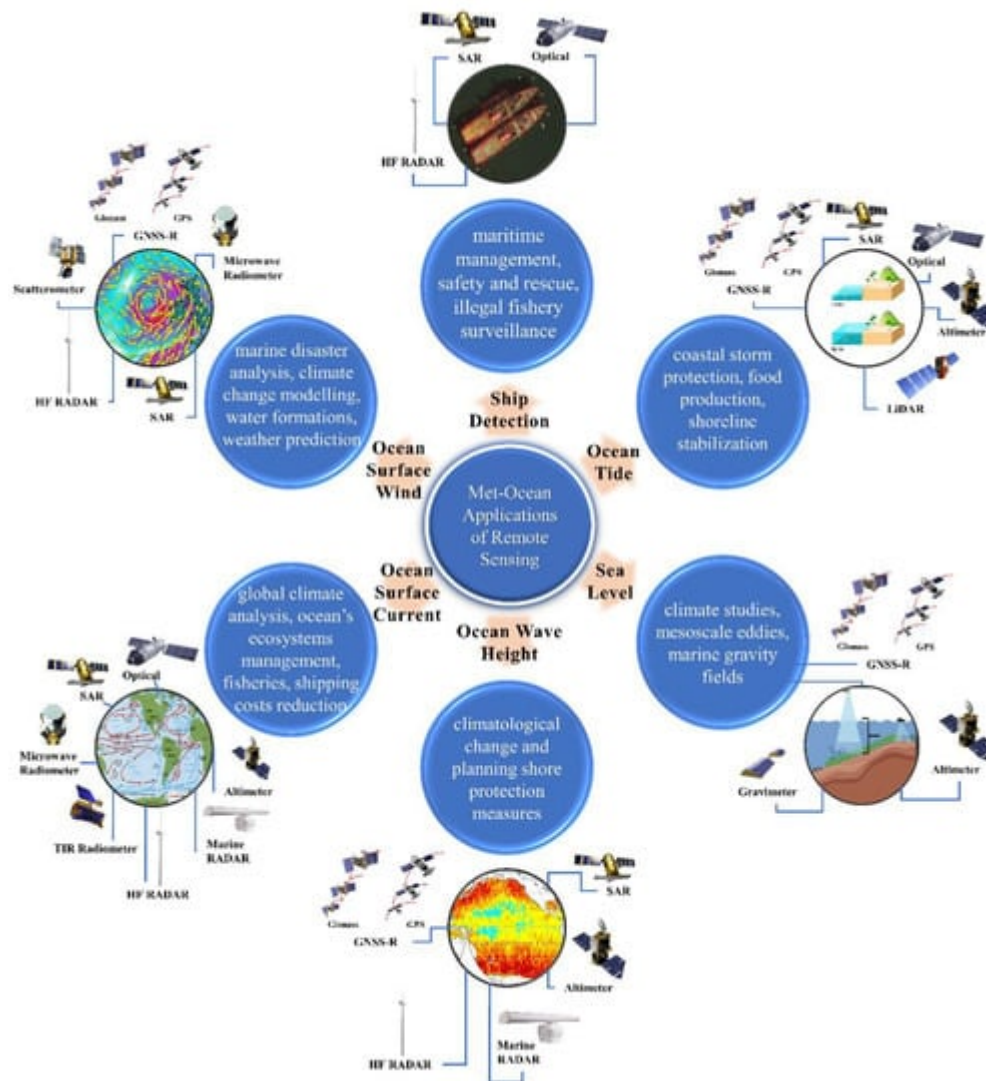 SAR
Optical
HF RADAR
maritime
management,
safety and rescue,
illegal fishery
surveillance
Ship
Detection
Glonass
GPS
GNSS-R
Microwave
Radiometer
Scatterometer
HF RADAR
SAR
marine disaster
analysis, climate
change modelling,
water formations,
weather prediction
Ocean
Surface
Wind
Glonass
GPS
SAR
Optical
GNSS-R
Altimeter
LiDAR
coastal storm
protection, food
production,
shoreline
stabilization
Ocean
Tide
Met-Ocean
Applications
of Remote
Sensing
Ocean
Surface
Current
global climate
analysis, ocean's
ecosystems
management,
fisheries, shipping
costs reduction
Optical
SAR
Microwave
Radiometer
Altimeter
TIR Radiometer
Marine
RADAR
HF RADAR
Sea
Level
climate studies,
mesoscale eddies,
marine gravity
fields
Glonass
GPS
GNSS-R
Gravimeter
Altimeter
Ocean Wave
Height
climatological
change and
planning shore
protection
measures
SAR
Glonass
GPS
GNSS-R
Altimeter
HF RADAR
Marine
RADAR